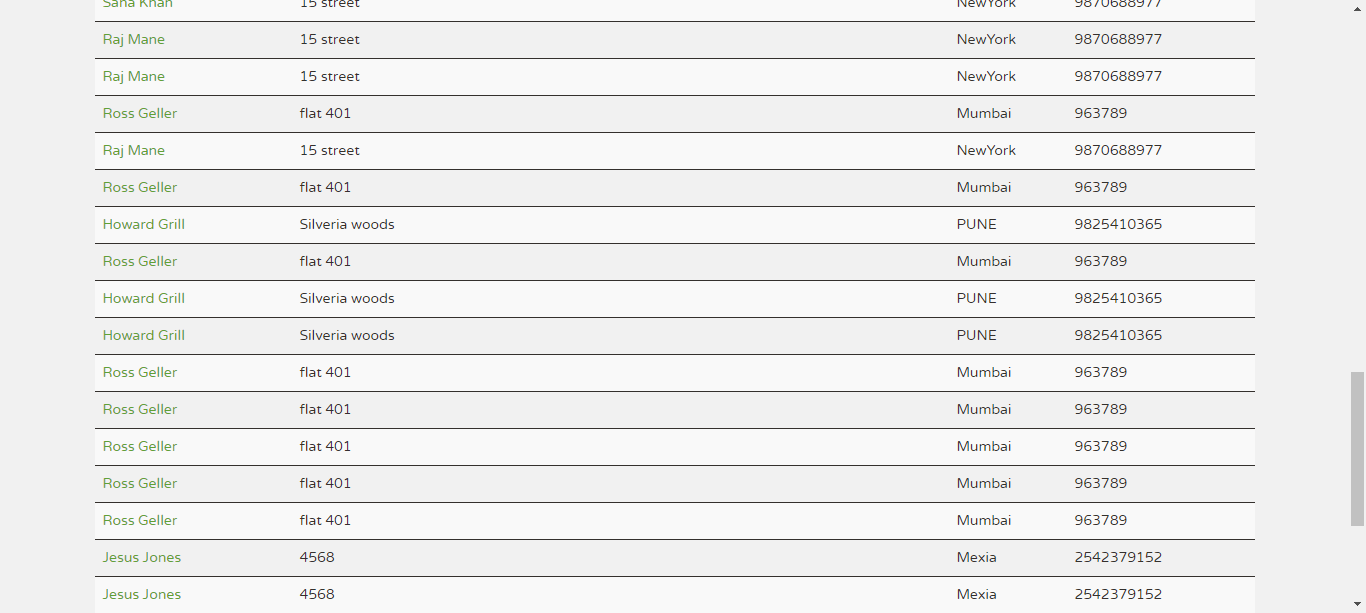 Sana Khan 15 street NewYork 9870688977
Raj Mane 15 street NewYork 9870688977
Raj Mane 15 street NewYork 9870688977
Ross Geller flat 401 Mumbai 963789
Raj Mane 15 street NewYork 9870688977
Ross Geller flat 401 Mumbai 963789
Howard Grill Silveria woods PUNE 9825410365
Ross Geller flat 401 Mumbai 963789
Howard Grill Silveria woods PUNE 9825410365
Howard Grill Silveria woods PUNE 9825410365
Ross Geller flat 401 Mumbai 963789
Ross Geller flat 401 Mumbai 963789
Ross Geller flat 401 Mumbai 963789
Ross Geller flat 401 Mumbai 963789
Ross Geller flat 401 Mumbai 963789
Jesus Jones 4568 Mexia 2542379152
Jesus Jones 4568 Mexia 2542379152